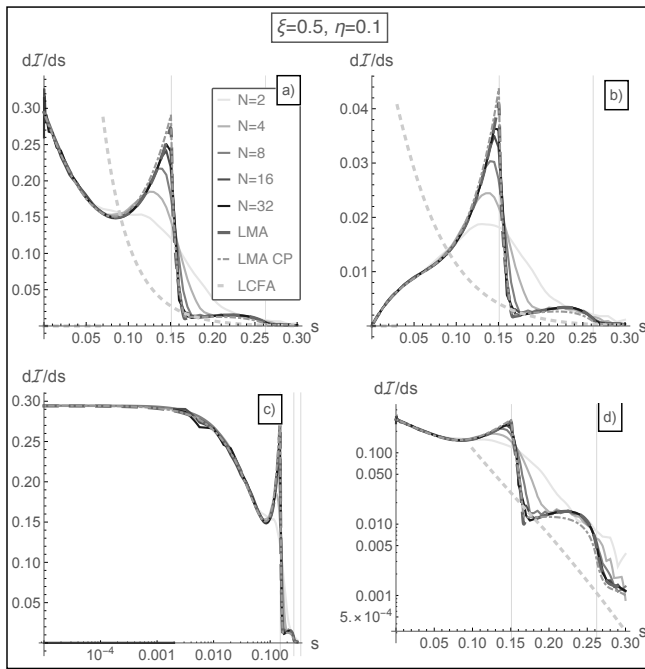 ξ=0.5, η=0.1
dI/ds
a)
0.30
0.25
0.20
0.15
0.10
0.05
0.05 0.10 0.15 0.20 0.25 0.30
s
N=2
N=4
N=8
N=16
N=32
LMA
LMA CP
LCFA
dI/ds
b)
0.04
0.03
0.02
0.01
0.05 0.10 0.15 0.20 0.25 0.30
s
dI/ds
c)
0.30
0.25
0.20
0.15
0.10
0.05
10⁻⁴ 0.001 0.010 0.100
s
dI/ds
d)
0.100
0.050
0.010
0.005
0.001
5.×10⁻⁴
0.05 0.10 0.15 0.20 0.25 0.30
s